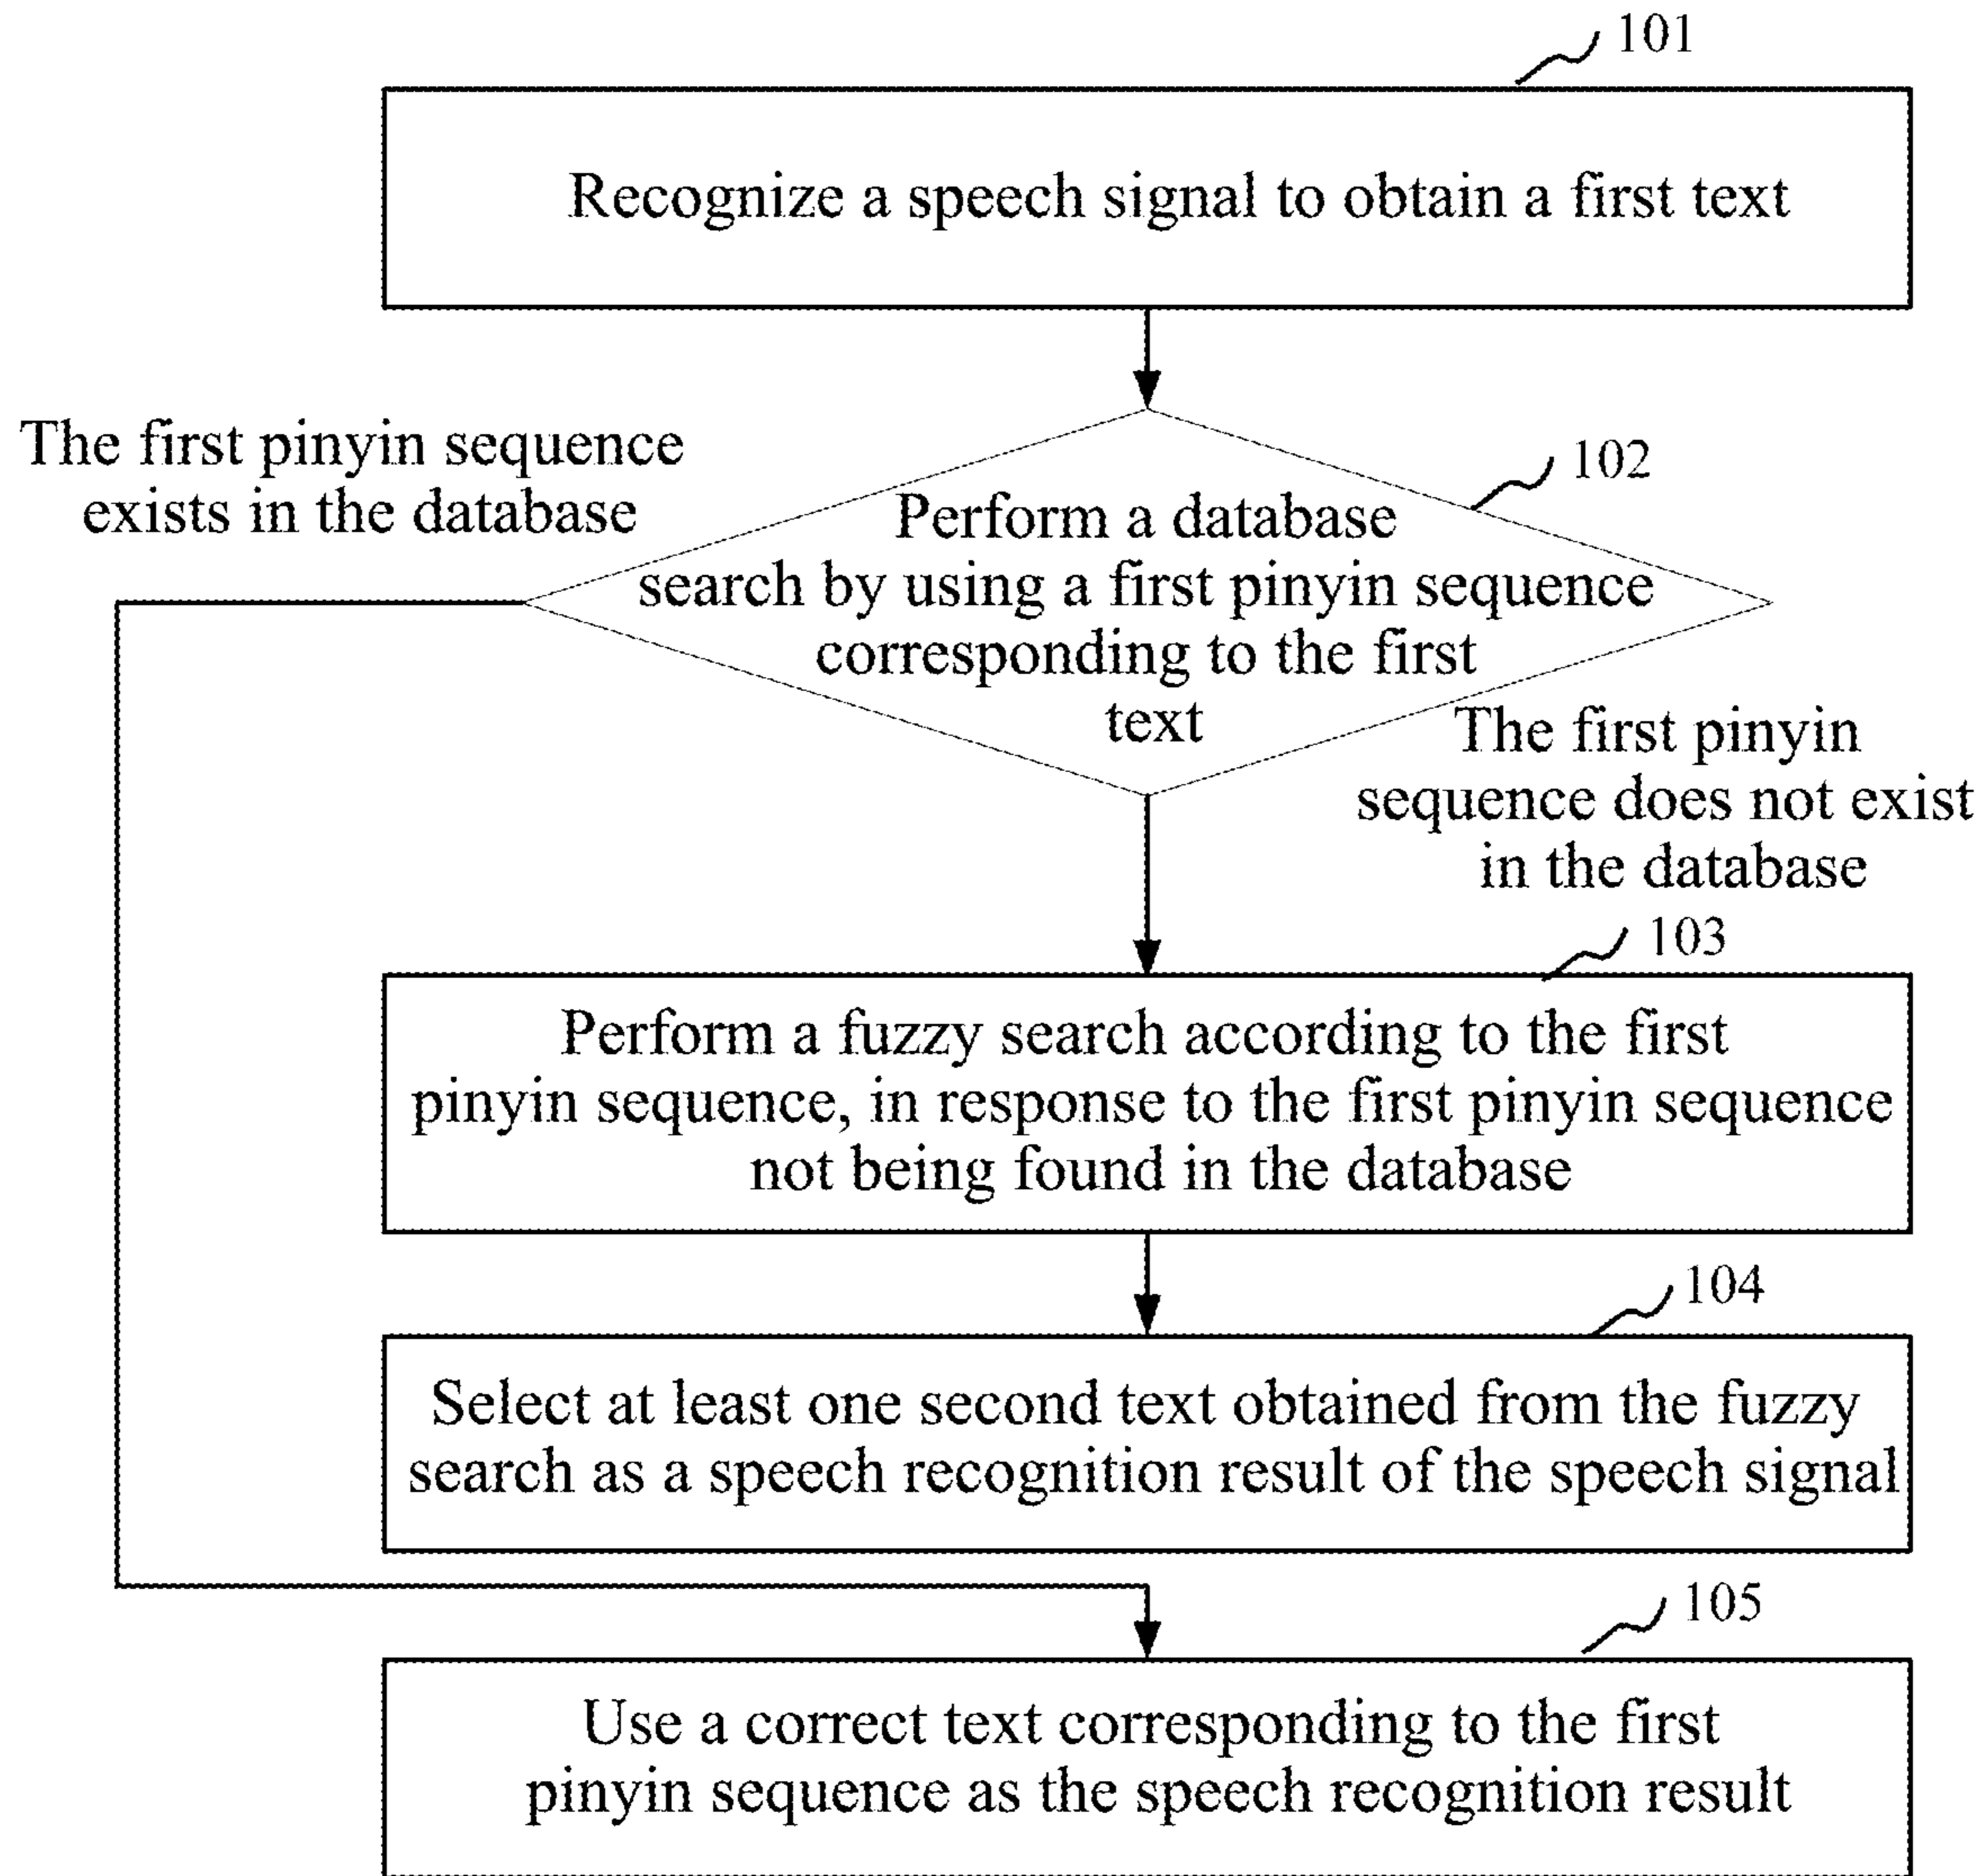 101
Recognize a speech signal to obtain a first text
The first pinyin sequence
exists in the database
102
Perform a database
search by using a first pinyin sequence
corresponding to the first
text
The first pinyin
sequence does not exist
in the database
103
Perform a fuzzy search according to the first
pinyin sequence, in response to the first pinyin sequence
not being found in the database
104
Select at least one second text obtained from the fuzzy
search as a speech recognition result of the speech signal
105
Use a correct text corresponding to the first
pinyin sequence as the speech recognition result